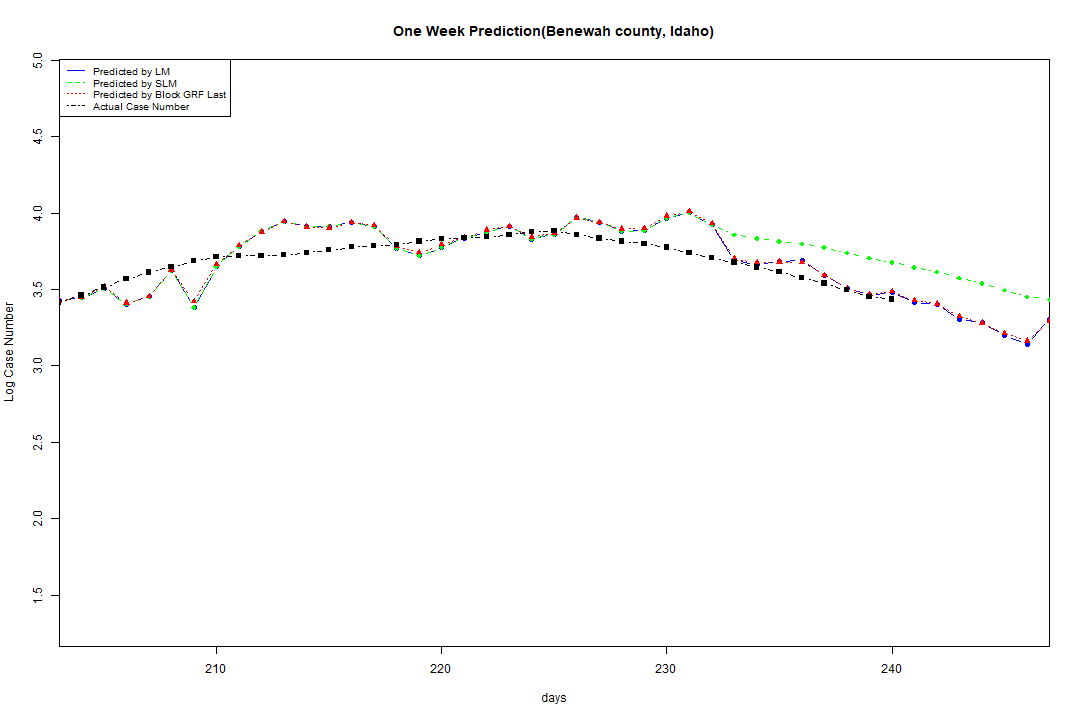 One Week Prediction(Benewah county, Idaho)
Predicted by LM
Predicted by SLM
Predicted by Block GRF Last
Actual Case Number
5.0
4.5
4.0
3.5
3.0
2.5
2.0
1.5
Log Case Number
210 220 230 240
days